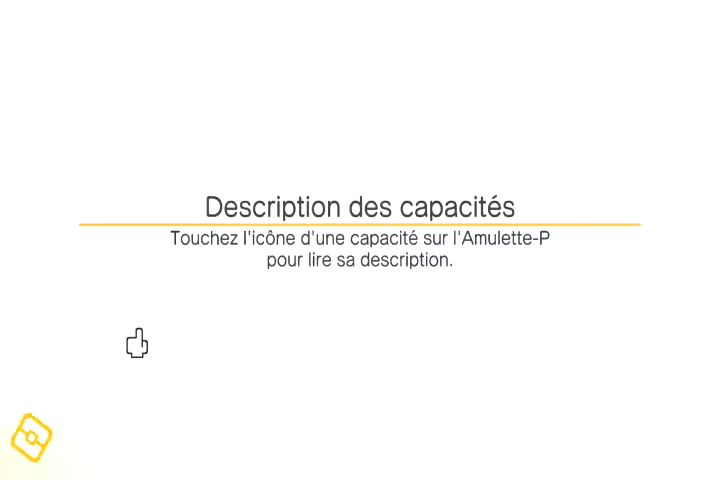 Description des capacités
Touchez l'icône d'une capacité sur l'Amulette-P
pour lire sa description.